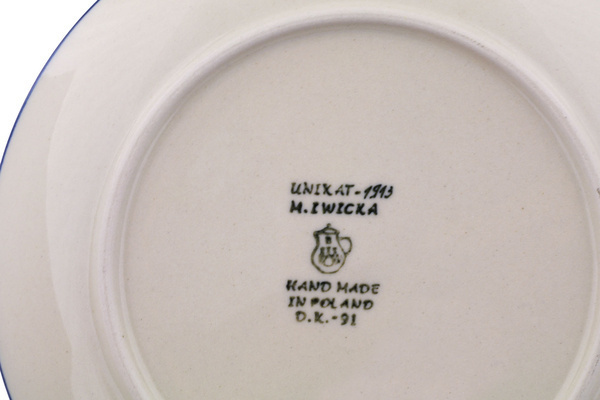 UNIKAT-1913
M.IWICKA
HAND MADE
IN POLAND
D.K.-91